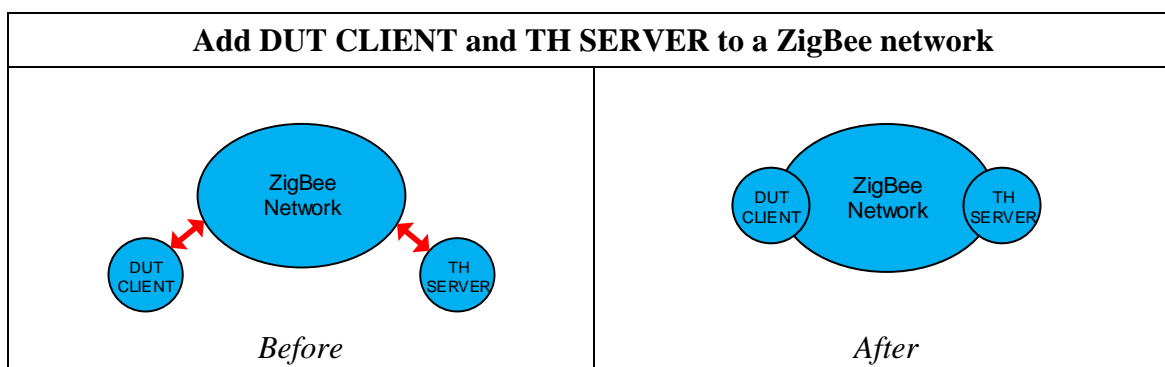 Add DUT CLIENT and TH SERVER to a ZigBee network
ZigBee
Network
DUT
CLIENT
TH
SERVER
Before
ZigBee
Network
DUT
CLIENT
TH
SERVER
After